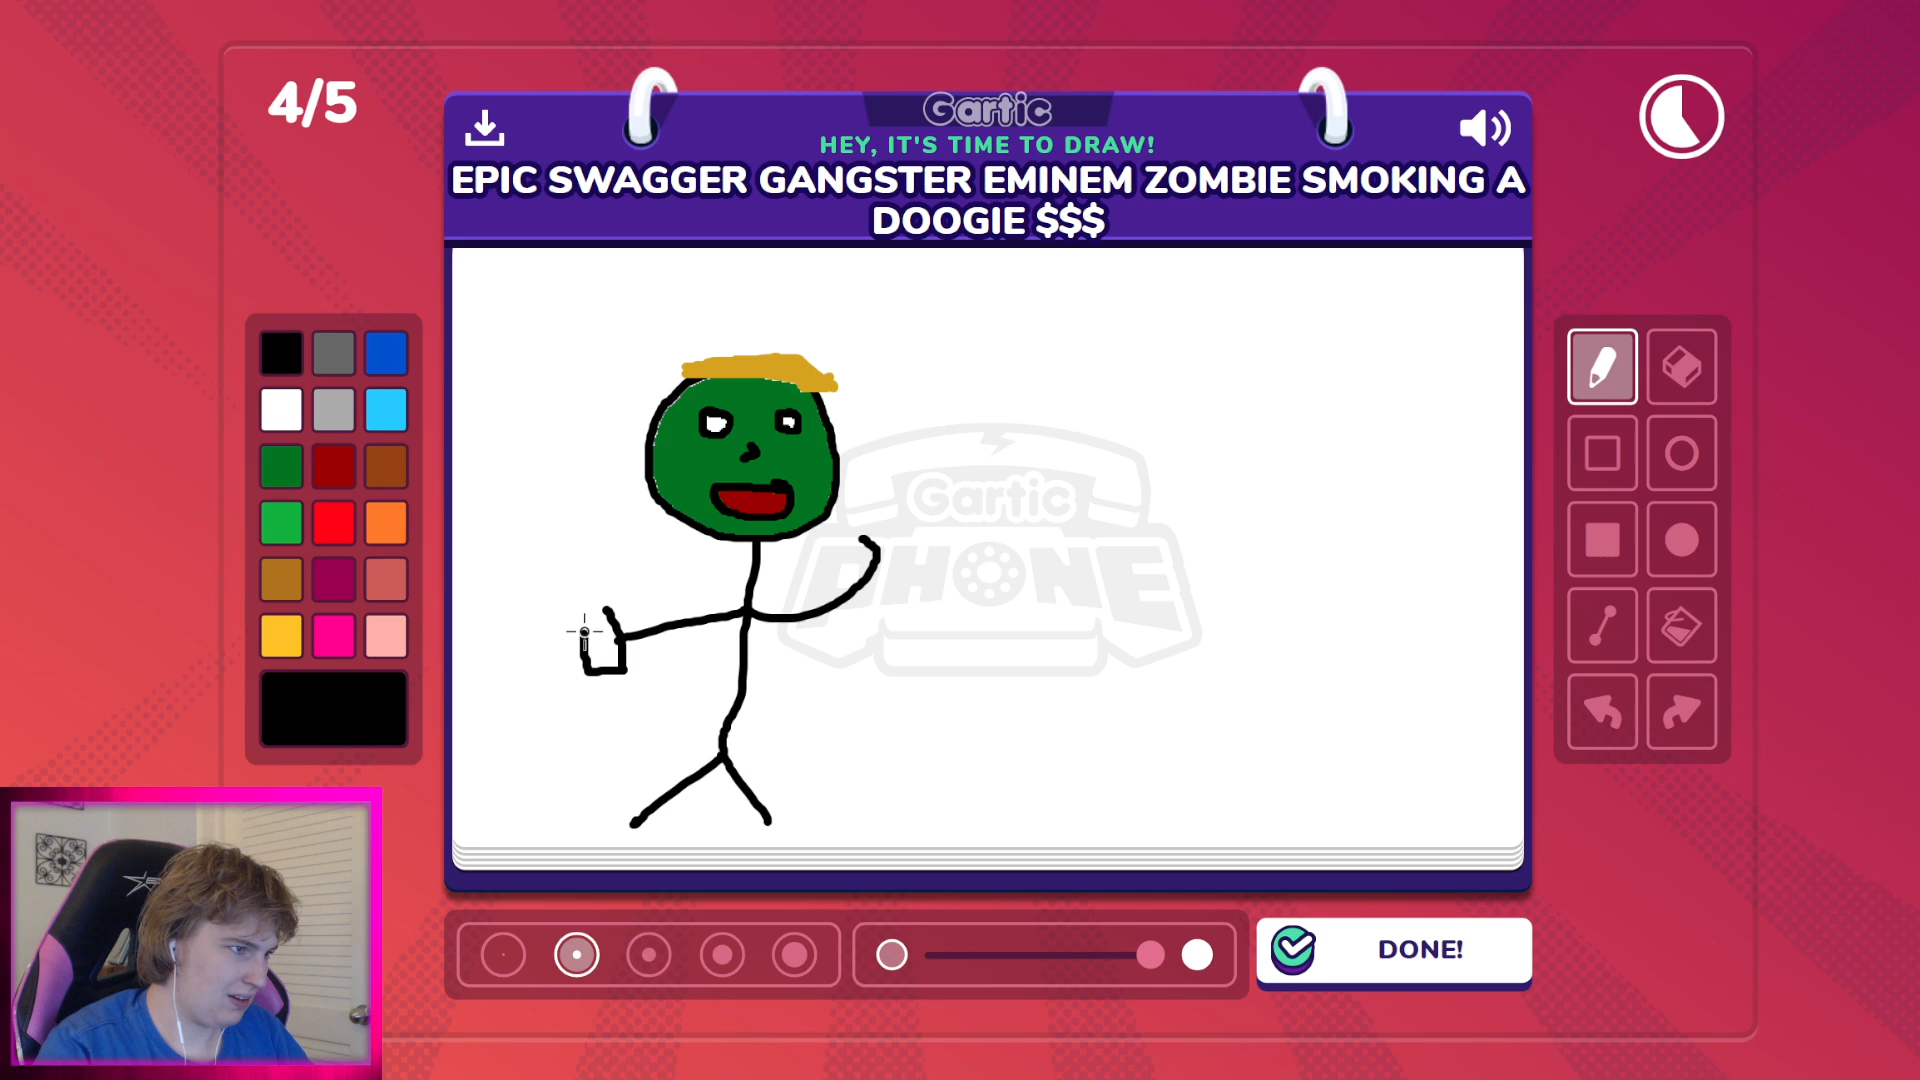 4/5
Gartic
HEY, IT'S TIME TO DRAW!
EPIC SWAGGER GANGSTER EMINEM ZOMBIE SMOKING A
DOOGIE $$$
Gartic
PHONE
DONE!